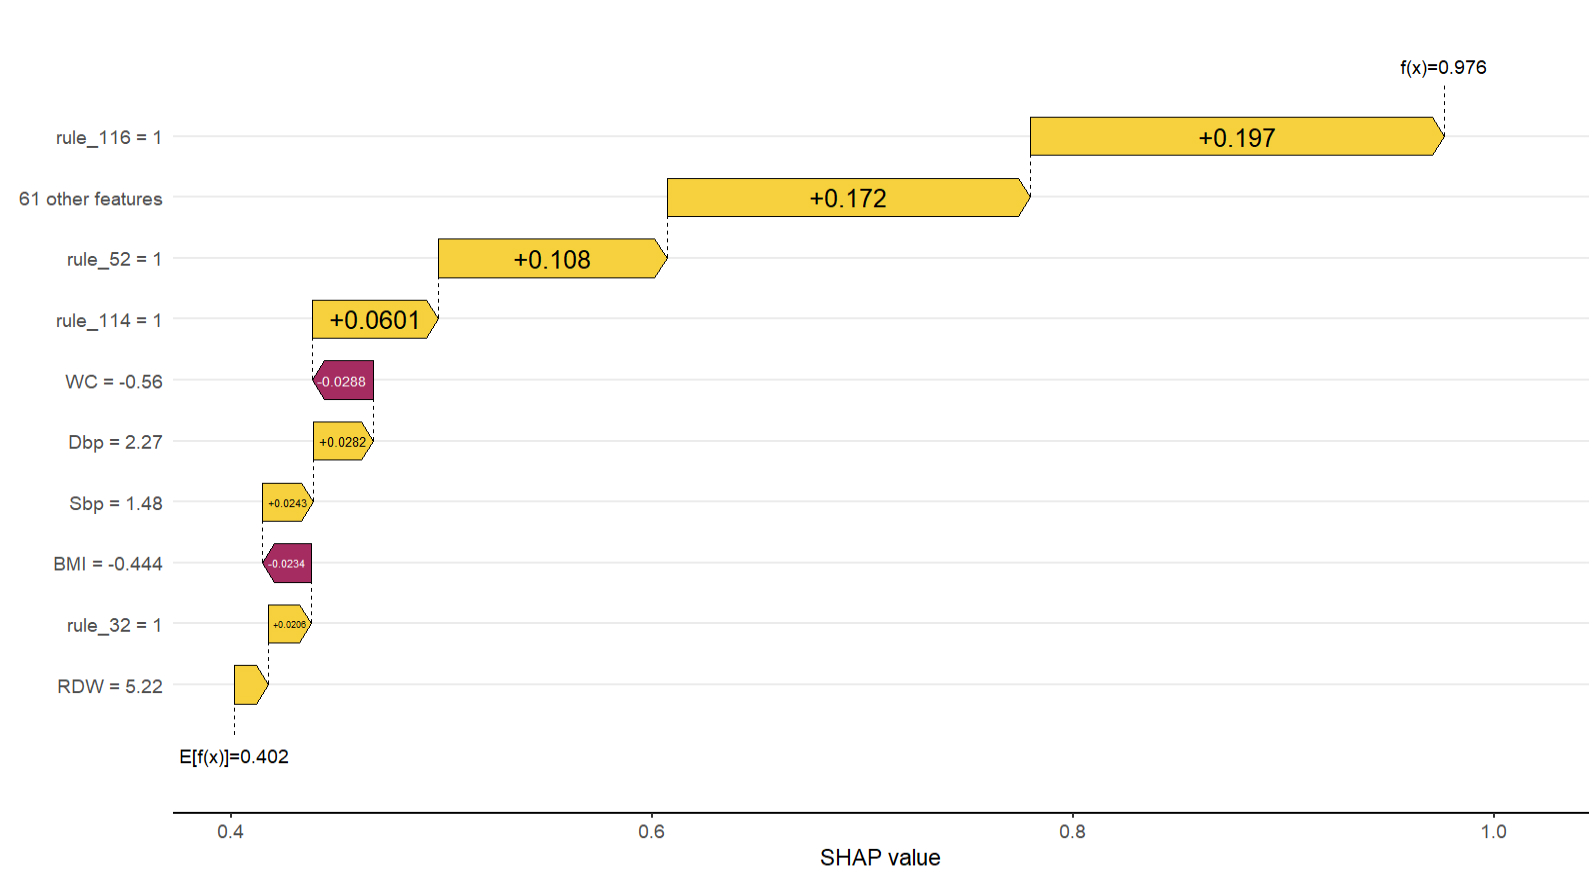 f(x)=0.976
rule_116 = 1
+0.197
61 other features
+0.172
rule_52 = 1
+0.108
rule_114 = 1
+0.0601
WC = -0.56
-0.0288
Dbp = 2.27
+0.0282
Sbp = 1.48
+0.0243
BMI = -0.444
-0.0234
rule_32 = 1
+0.0206
RDW = 5.22
E[f(x)]=0.402
0.4 0.6 0.8 1.0
SHAP value